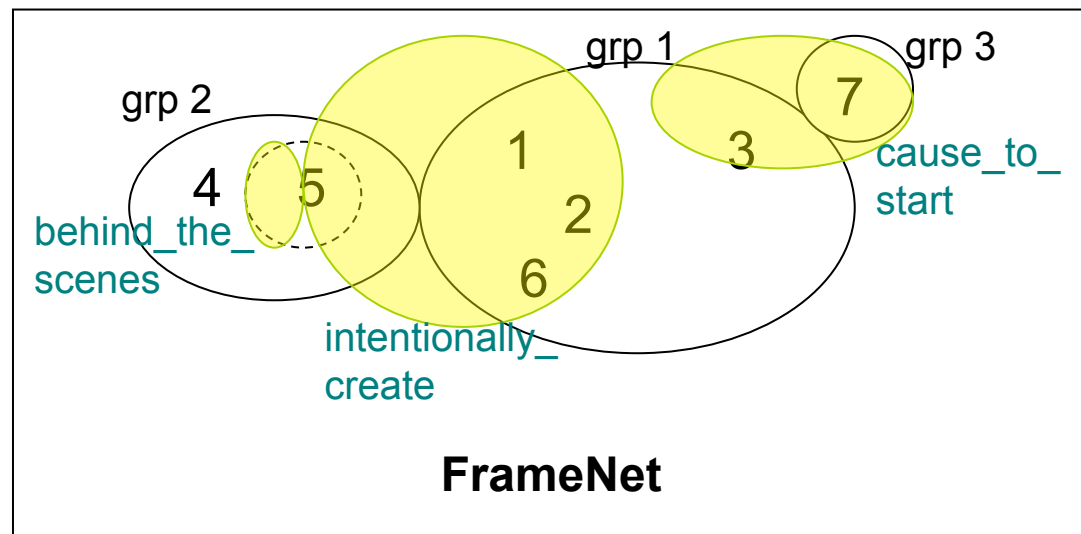 grp 1
grp 3
grp 2
7
1
3
4
5
cause_to_
start
2
behind_the_
scenes
6
intentionally_
create
FrameNet